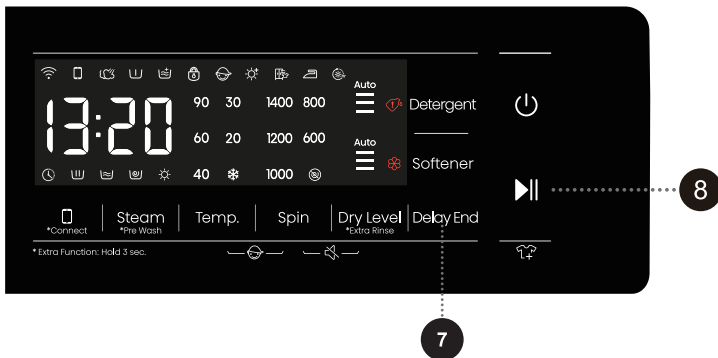 Auto
90 30 1400 800
Detergent
13:20
60 20 1200 600
Auto
Softener
40 1000
8
Steam Temp. Spin Dry Level Delay End
*Connect *Pre Wash *Extra Rinse
*Extra Function: Hold 3 sec.
7